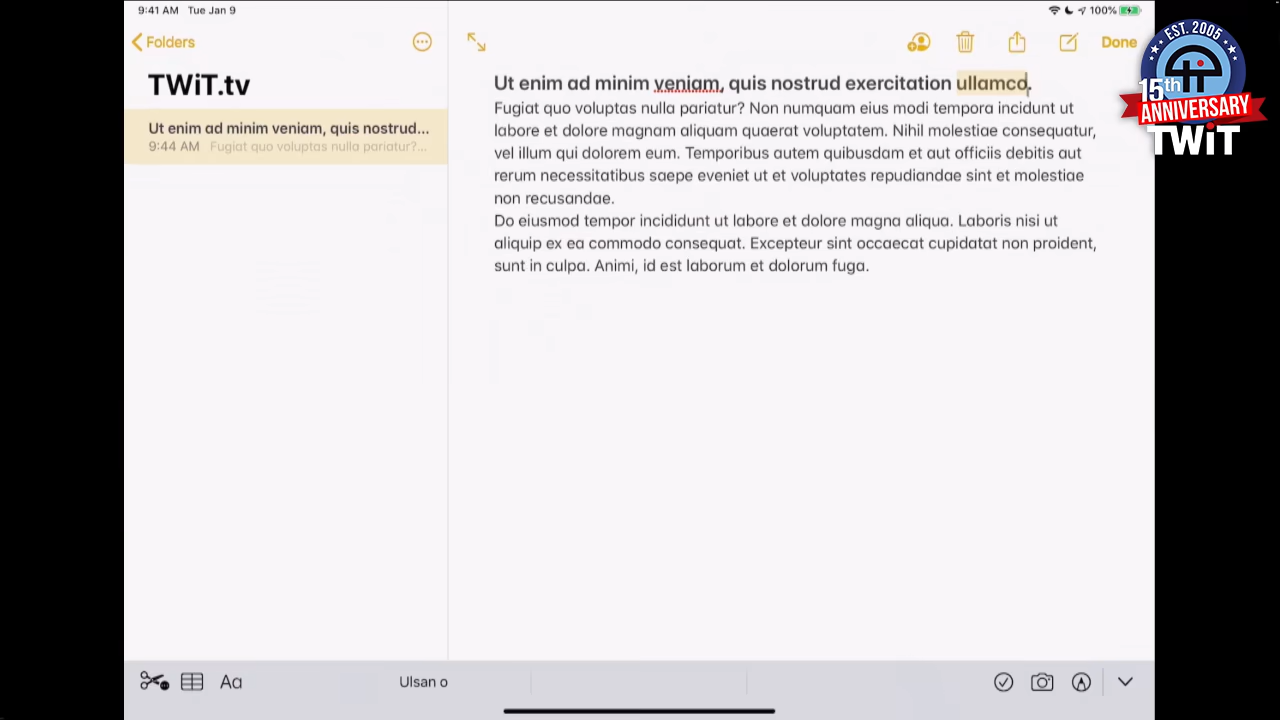 9:41 AM Tue Jan 9
100%
EST. 2005
15th
ANNIVERSARY
TWiT
Folders
Done
TWiT.tv
Ut enim ad minim veniam, quis nostrud...
9:44 AM Fugiat quo voluptas nulla pariatur?...
Ut enim ad minim veniam, quis nostrud exercitation ullamco.
Fugiat quo voluptas nulla pariatur? Non numquam eius modi tempora incidunt ut
labore et dolore magnam aliquam quaerat voluptatem. Nihil molestiae consequatur,
vel illum qui dolorem eum. Temporibus autem quibusdam et aut officiis debitis aut
rerum necessitatibus saepe eveniet ut et voluptates repudiandae sint et molestiae
non recusandae.
Do eiusmod tempor incididunt ut labore et dolore magna aliqua. Laboris nisi ut
aliquip ex ea commodo consequat. Excepteur sint occaecat cupidatat non proident,
sunt in culpa. Animi, id est laborum et dolorum fuga.
Aa
Ulsan o